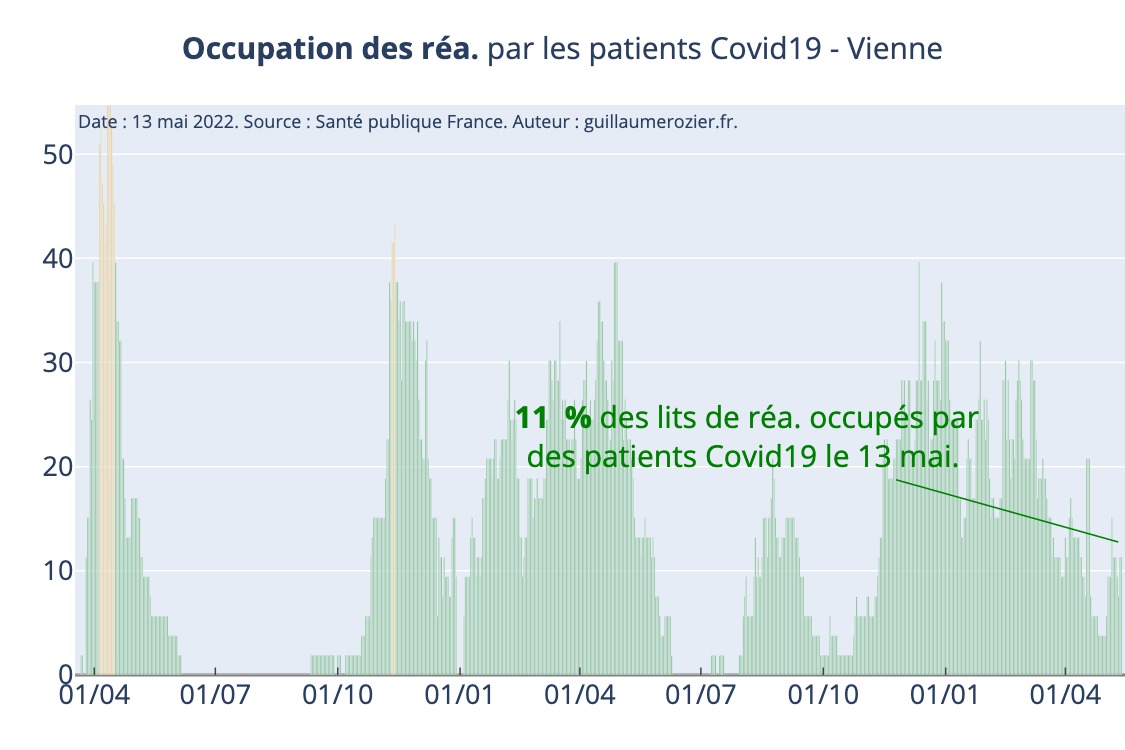 Occupation des réa. par les patients Covid19 - Vienne
Date : 13 mai 2022. Source : Santé publique France. Auteur : guillaumerozier.fr.
50
40
30
11 % des lits de réa. occupés par
des patients Covid19 le 13 mai.
20
10
0
01/04 01/07 01/10 01/01 01/04 01/07 01/10 01/01 01/04